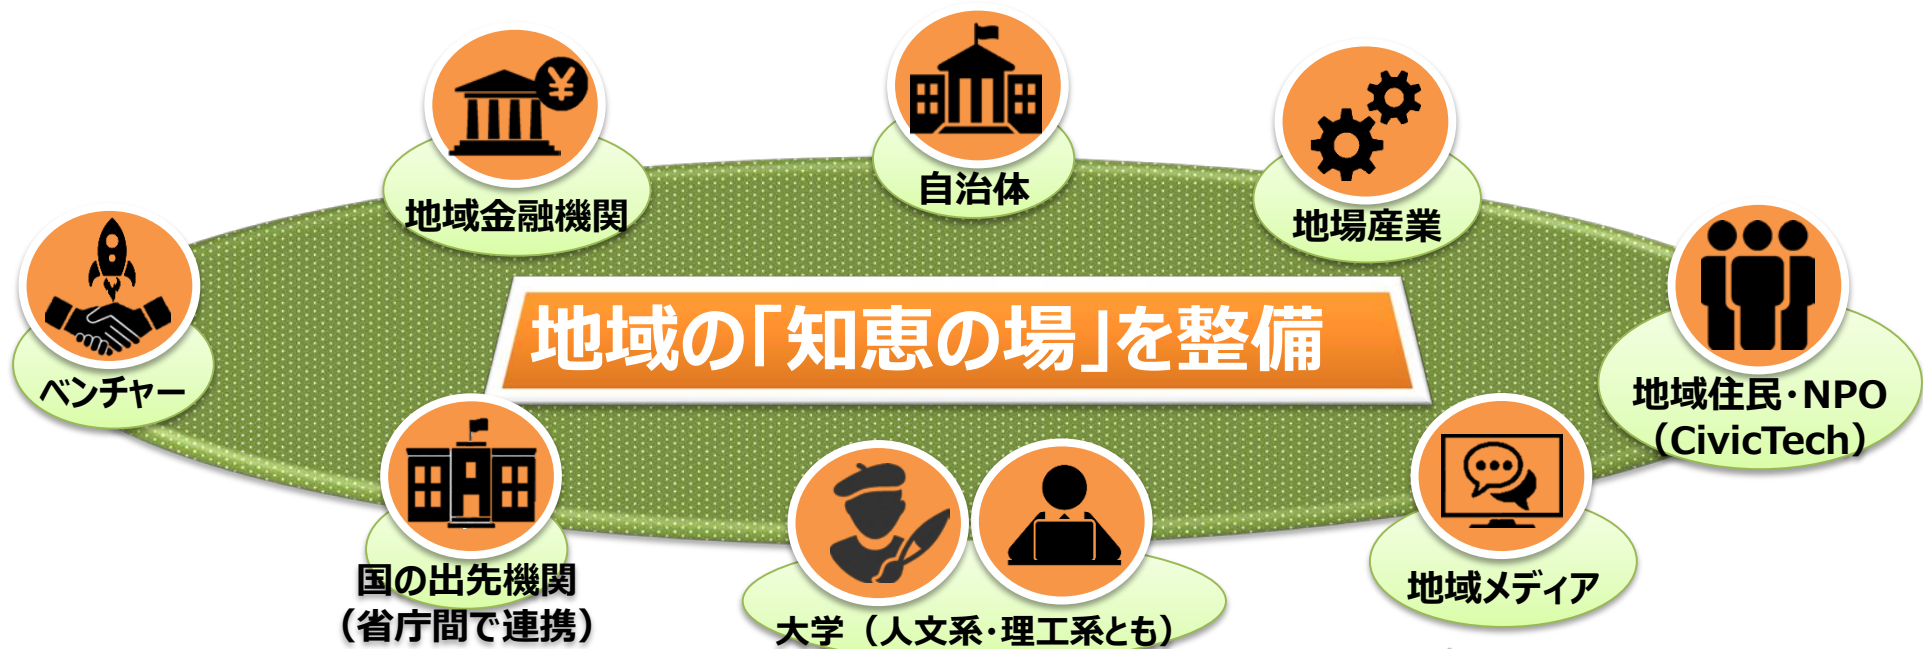 自治体
地域金融機関
地場産業
地域の「知恵の場」を整備
ベンチャー
地域住民・NPO
（CivicTech）
国の出先機関
（省庁間で連携）
大学（人文系・理工系とも）
地域メディア
¥